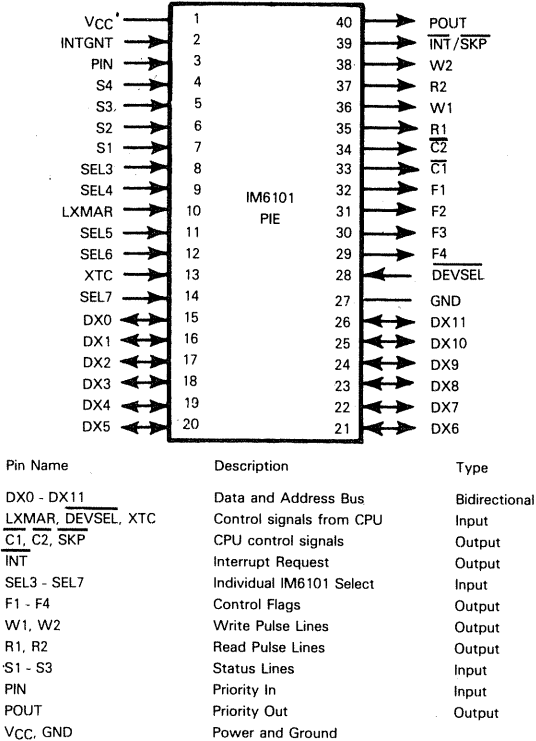 VCC 1 40 POUT
INTGNT 2 39 INT/SKP
PIN 3 38 W2
S4 4 37 R2
S3 5 36 W1
S2 6 35 R1
S1 7 34 C2
SEL3 8 33 C1
SEL4 9 32 F1
LXMAR 10 31 F2
SEL5 11 30 F3
SEL6 12 29 F4
XTC 13 28 DEVSEL
SEL7 14 27 GND
DX0 15 26 DX11
DX1 16 25 DX10
DX2 17 24 DX9
DX3 18 23 DX8
DX4 19 22 DX7
DX5 20 21 DX6
IM6101
PIE
Pin Name Description Type
DX0 - DX11 Data and Address Bus Bidirectional
LXMAR, DEVSEL, XTC Control signals from CPU Input
C1, C2, SKP CPU control signals Output
INT Interrupt Request Output
SEL3 - SEL7 Individual IM6101 Select Input
F1 - F4 Control Flags Output
W1, W2 Write Pulse Lines Output
R1, R2 Read Pulse Lines Output
S1 - S3 Status Lines Input
PIN Priority In Input
POUT Priority Out Output
VCC, GND Power and Ground